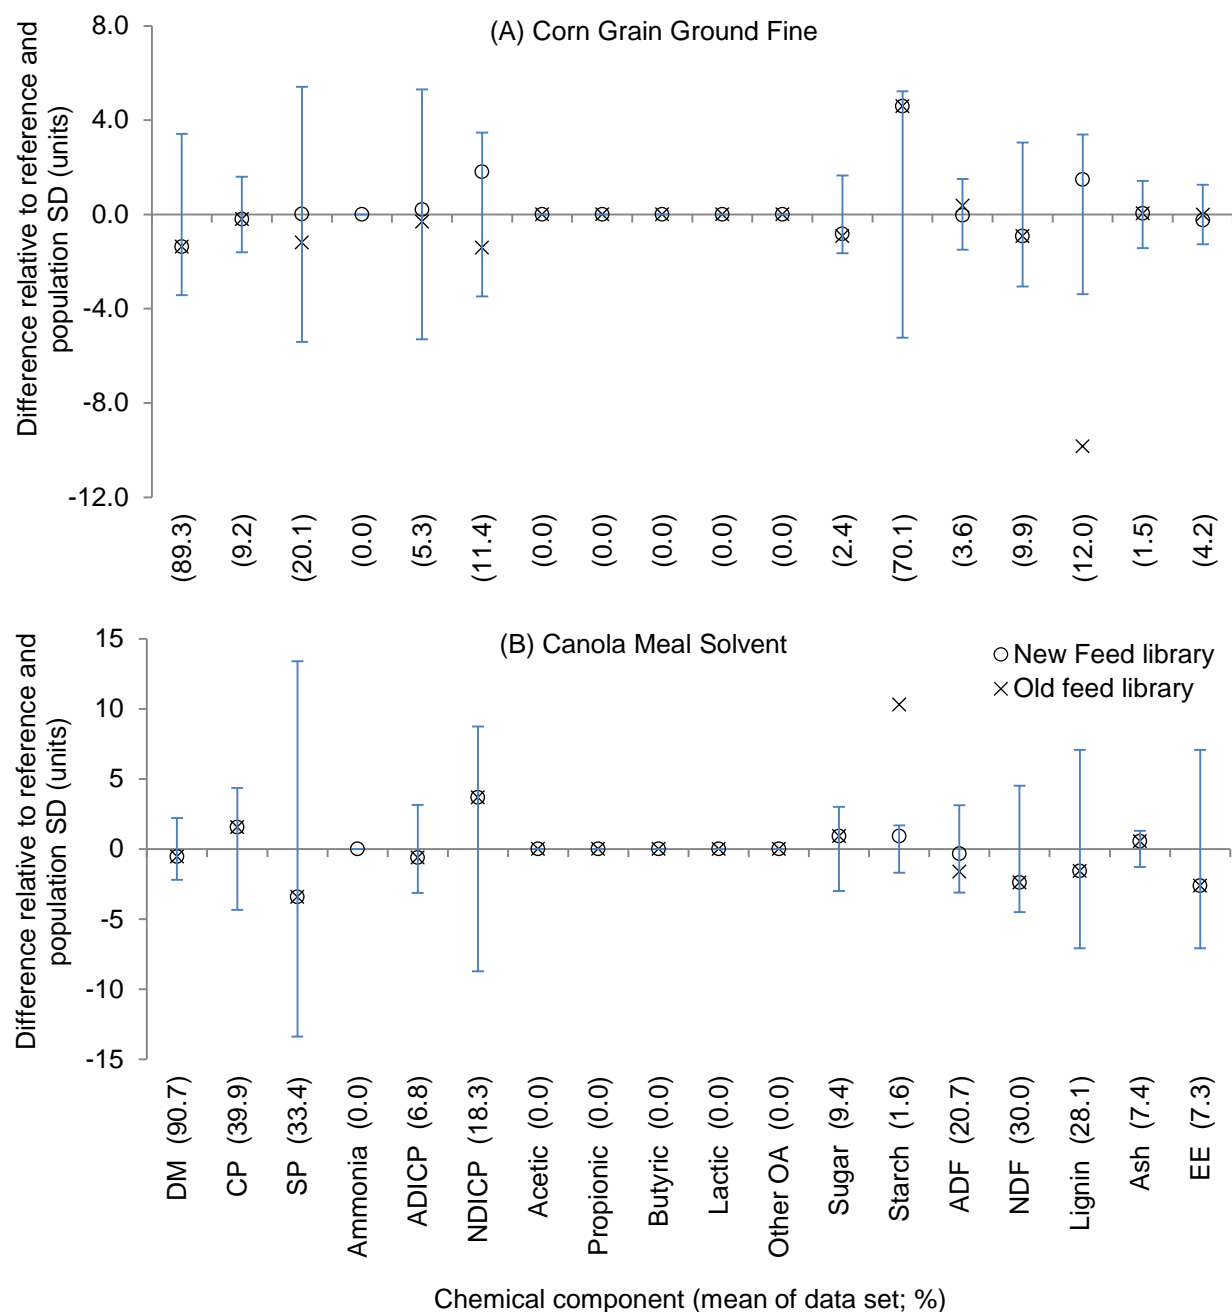 (A) Corn Grain Ground Fine
Difference relative to reference and
population SD (units)
8.0
4.0
0.0
-4.0
-8.0
-12.0
(89.3)
(9.2)
(20.1)
(0.0)
(5.3)
(11.4)
(0.0)
(0.0)
(0.0)
(0.0)
(0.0)
(2.4)
(70.1)
(3.6)
(9.9)
(12.0)
(1.5)
(4.2)
(B) Canola Meal Solvent
New Feed library
Old feed library
Difference relative to reference and
population SD (units)
15
10
5
0
-5
-10
-15
DM (90.7)
CP (39.9)
SP (33.4)
Ammonia (0.0)
ADICP (6.8)
NDICP (18.3)
Acetic (0.0)
Propionic (0.0)
Butyric (0.0)
Lactic (0.0)
Other OA (0.0)
Sugar (9.4)
Starch (11.6)
ADF (20.7)
NDF (30.0)
Lignin (28.1)
Ash (7.4)
EE (7.3)
Chemical component (mean of data set; %)